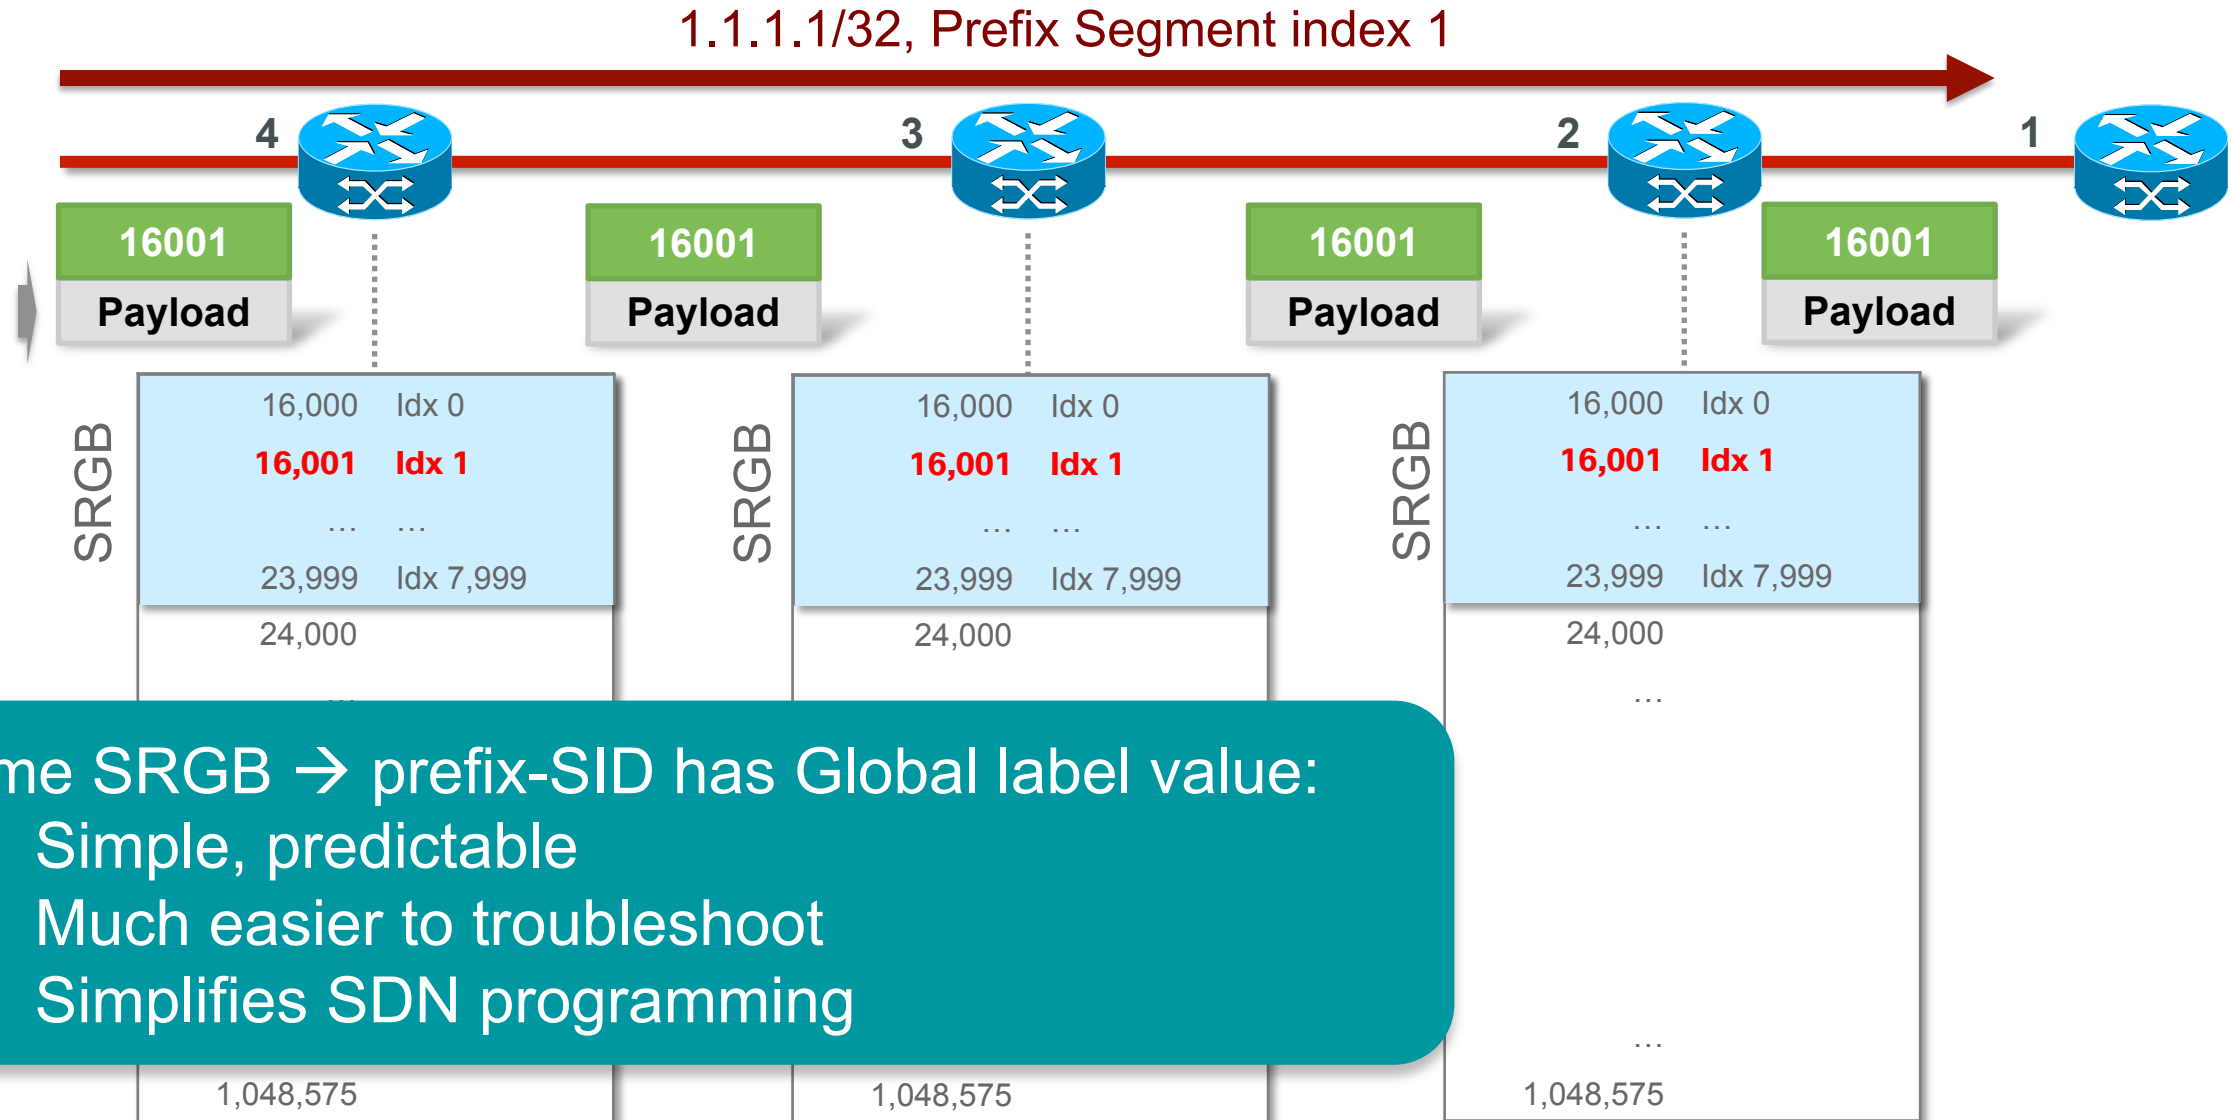 1.1.1.1/32, Prefix Segment index 1
4
3
2
1
16001
Payload
16001
Payload
16001
Payload
16001
Payload
SRGB
16,000 Idx 0
16,001 Idx 1
… …
23,999 Idx 7,999
24,000
…
1,048,575
SRGB
16,000 Idx 0
16,001 Idx 1
… …
23,999 Idx 7,999
24,000
1,048,575
SRGB
16,000 Idx 0
16,001 Idx 1
… …
23,999 Idx 7,999
24,000
…
…
1,048,575
me SRGB → prefix-SID has Global label value:
Simple, predictable
Much easier to troubleshoot
Simplifies SDN programming